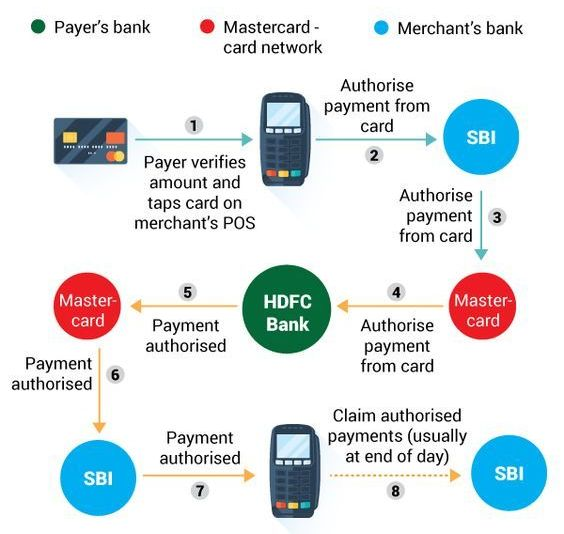 Payer's bank
Mastercard -
card network
Merchant's bank
1
Payer verifies
amount and
taps card on
merchant's POS
Authorise
payment from
card
2
SBI
Authorise
payment
from card
3
Master-
card
4
Authorise
payment
from card
HDFC
Bank
5
Payment
authorised
Master-
card
Payment
authorised
6
SBI
Payment
authorised
7
Claim authorised
payments (usually
at end of day)
8
SBI